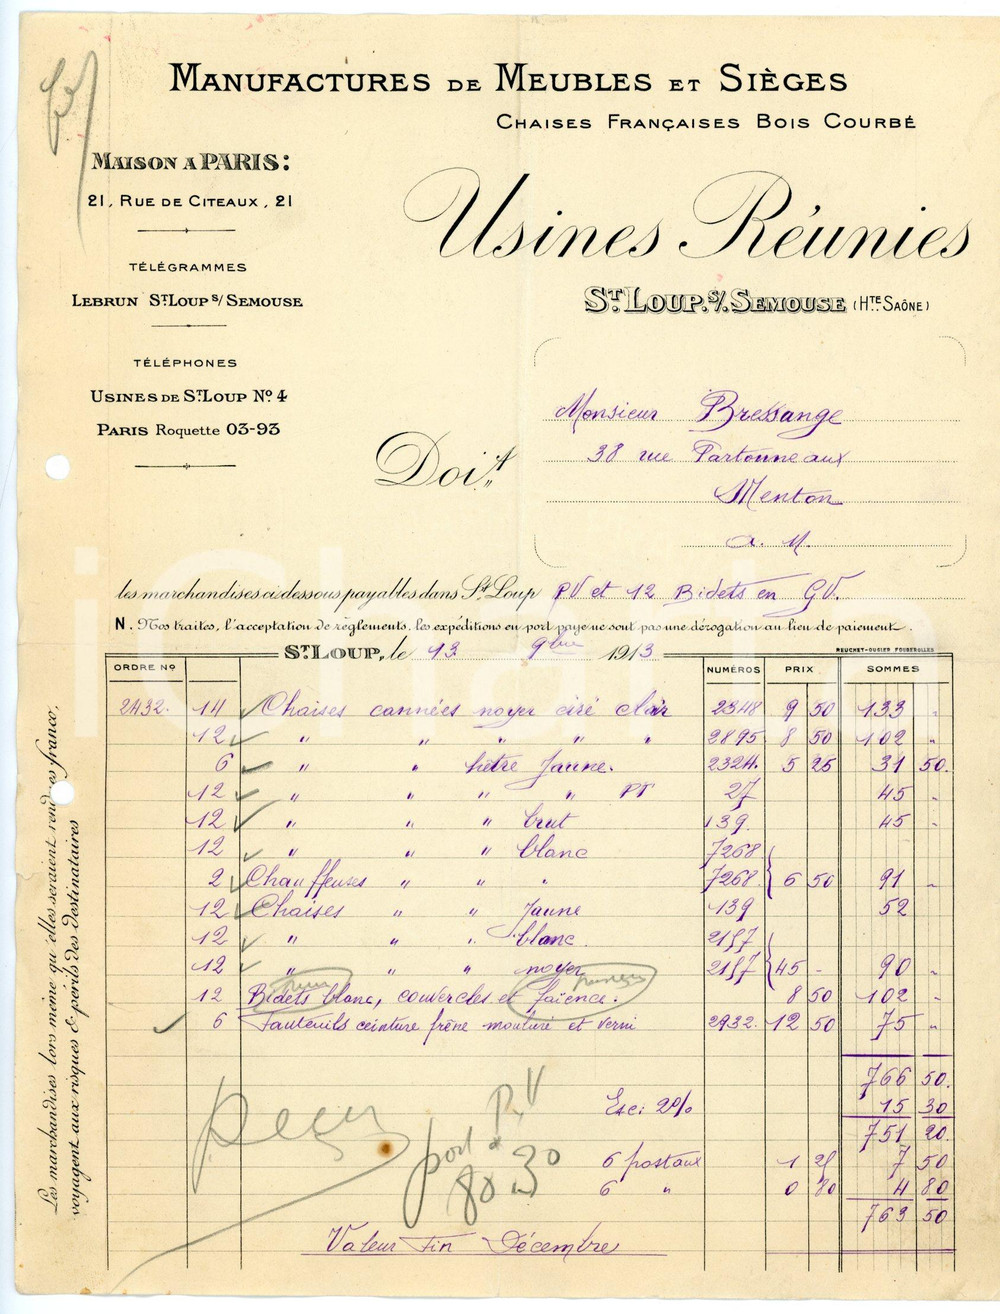 MANUFACTURES DE MEUBLES ET SIÈGES
CHAISES FRANÇAISES BOIS COURBÉ
MAISON A PARIS:
21, RUE DE CITEAUX, 21
TÉLÉGRAMMES
LEBRUN ST LOUP s/ SEMOUSE
TÉLÉPHONES
USINES DE ST LOUP No 4
PARIS Roquette 03-93
Usines Réunies
ST LOUP. S/. SEMOUSE (HTE SAÔNE)
Doit
Monsieur Bressange
38 rue Partonneaux
Menton
a. M.
les marchandises ci dessous payables dans St Loup PV et 12 Bidets en GV.
N. Nos traites, l'acceptation de règlements, les expéditions en port payé ne sont pas une dérogation au lieu de paiement.
ST LOUP, le 13 9bre 1913
REUCHET-OUSIER FOUGEROLLES
ORDRE No NUMÉROS PRIX SOMMES
2432. 14 Chaises cannées noyer ciré clair 2348 9 50 133 "
12 " " " " " 2895 8 50 102 "
6 " " hêtre Jaune. 2324 5 25 31 50.
12 " " " " PV 27 45 "
12 " " " brut 139. 45 "
12 " " " blanc 7268
2 Chauffeuses " " " 7268 6 50 91 "
12 Chaises " " Jaune 139 52
12 " " " blanc. 2157
12 " " " noyer 2157 45 - 90 "
12 Bidets blanc, couvercles et faïence. 8 50 102 "
6 Fauteuils ceinture frêne mouluré et verni 2932. 12 50 75 "
766 50.
Esc: 2% 15 30
751 20.
6 postaux 1 25 7 50
6 " 0 80 4 80
763 50
P.V
port
80 30
Valeur Fin Décembre
Les marchandises lors même qu'elles seraient rendues franco,
voyagent aux risques & périls des destinataires